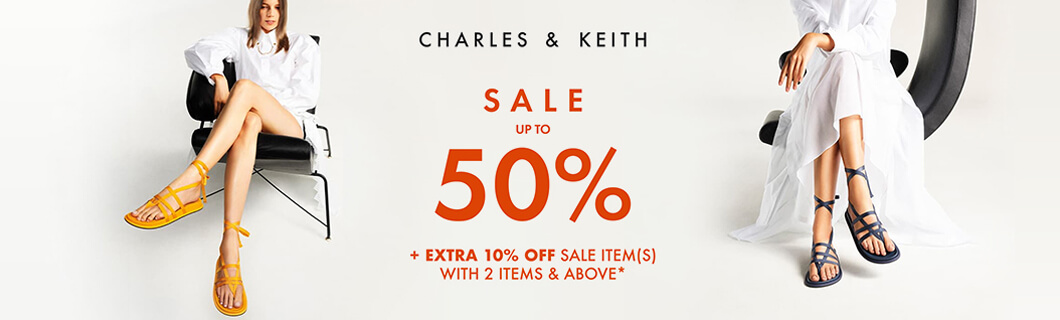 CHARLES & KEITH
SALE
UP TO
50%
+ EXTRA 10% OFF SALE ITEM(S)
WITH 2 ITEMS & ABOVE*